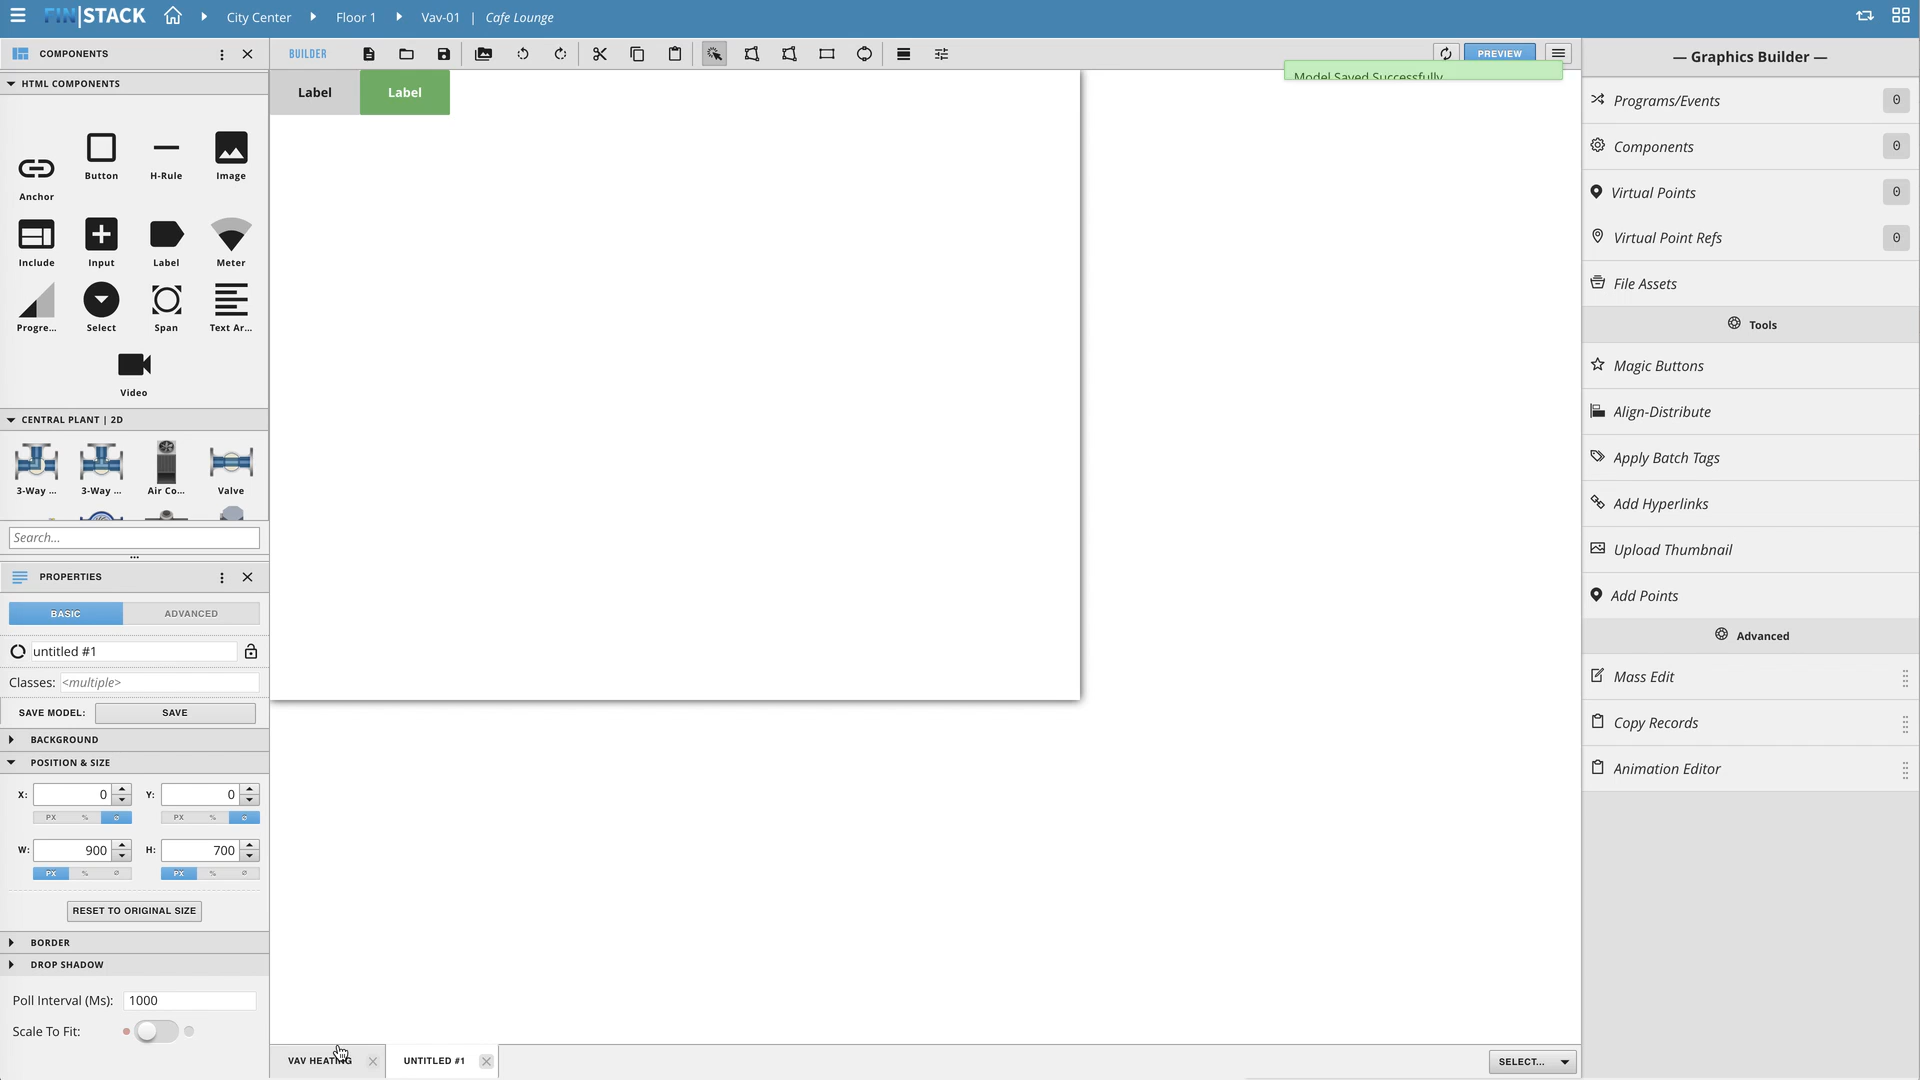 FIN|STACK
City Center
Floor 1
Vav-01 | Cafe Lounge
COMPONENTS
HTML COMPONENTS
Anchor
Button
H-Rule
Image
Include
Input
Label
Meter
Progre...
Select
Span
Text Ar...
Video
CENTRAL PLANT | 2D
3-Way ...
3-Way ...
Air Co...
Valve
Search...
PROPERTIES
BASIC
ADVANCED
untitled #1
Classes: <multiple>
SAVE MODEL: SAVE
BACKGROUND
POSITION & SIZE
X: 0 Y: 0
PX % Ø PX % Ø
W: 900 H: 700
PX % Ø PX % Ø
RESET TO ORIGINAL SIZE
BORDER
DROP SHADOW
Poll Interval (Ms): 1000
Scale To Fit:
BUILDER
PREVIEW
Model Saved Successfully
Label
Label
VAV HEATING
UNTITLED #1
SELECT...
— Graphics Builder —
Programs/Events 0
Components 0
Virtual Points 0
Virtual Point Refs 0
File Assets
Tools
Magic Buttons
Align-Distribute
Apply Batch Tags
Add Hyperlinks
Upload Thumbnail
Add Points
Advanced
Mass Edit
Copy Records
Animation Editor